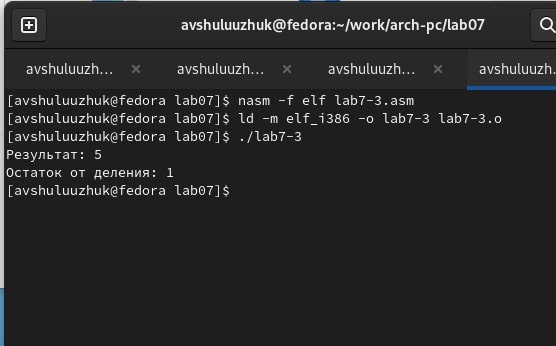 avshuluuzhuk@fedora:~/work/arch-pc/lab07
avshuluuzh... × avshuluuzh... × avshuluuzh... × avshuluuzh.
[avshuluuzhuk@fedora lab07]$ nasm -f elf lab7-3.asm
[avshuluuzhuk@fedora lab07]$ ld -m elf_i386 -o lab7-3 lab7-3.o
[avshuluuzhuk@fedora lab07]$ ./lab7-3
Результат: 5
Остаток от деления: 1
[avshuluuzhuk@fedora lab07]$